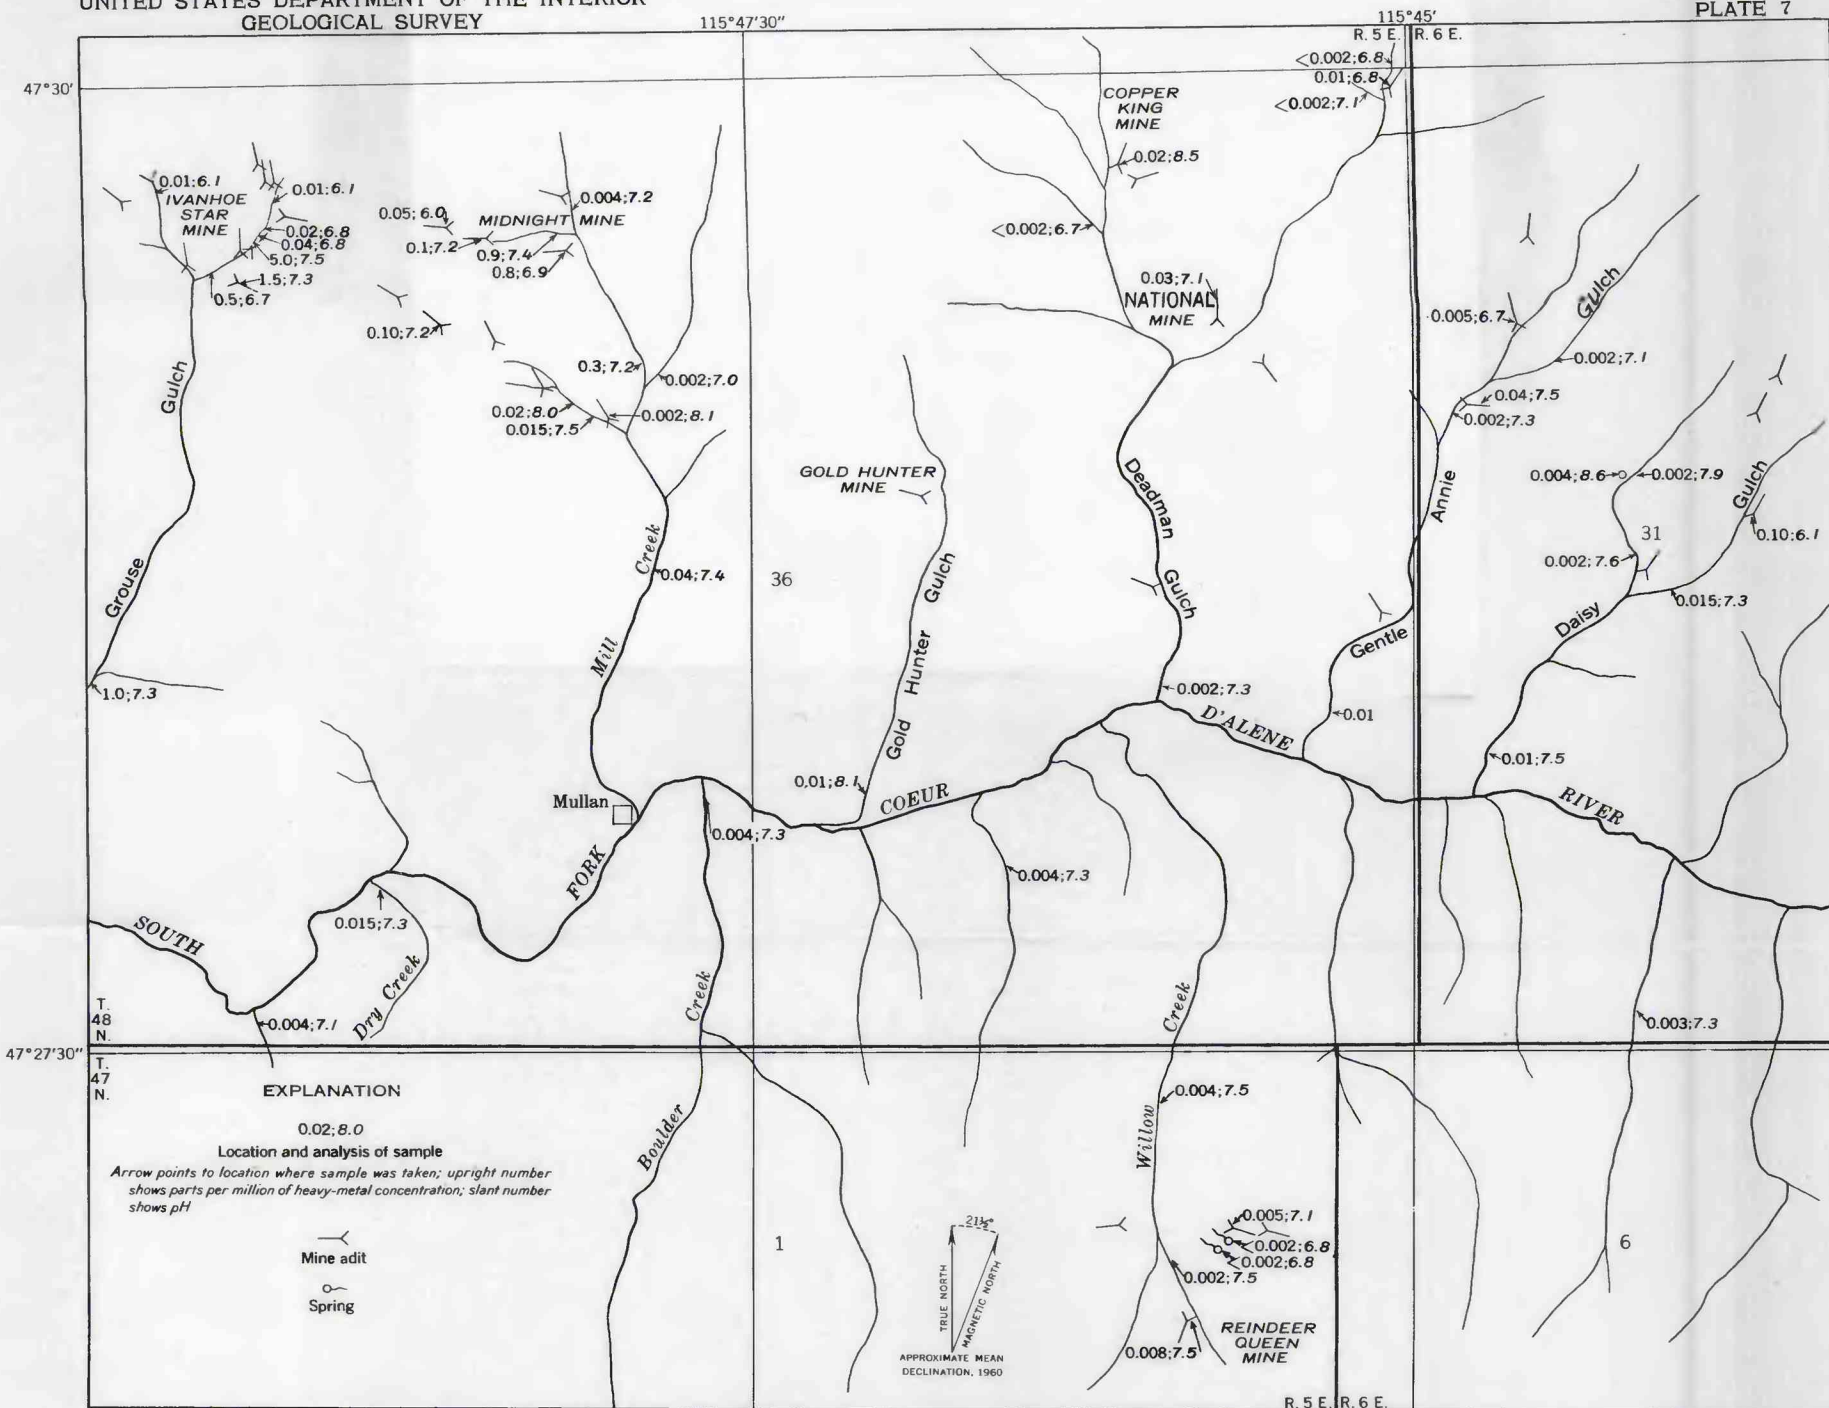 UNITED STATES DEPARTMENT OF THE INTERIOR
GEOLOGICAL SURVEY
PLATE 7
115°47'30"
115°45'
R. 5 E. R. 6 E.
47°30'
<0.002;6.8
0.01;6.8
<0.002;7.1
COPPER
KING
MINE
0.02;8.5
0.01;6.1
IVANHOE
STAR
MINE
0.01;6.1
0.02;6.8
0.04;6.8
5.0;7.5
1.5;7.3
0.5;6.7
0.05;6.0
MIDNIGHT MINE
0.004;7.2
0.1;7.2
0.9;7.4
0.8;6.9
<0.002;6.7
0.03;7.1
NATIONAL
MINE
0.10;7.2
0.005;6.7
Gulch
0.002;7.1
0.3;7.2
0.002;7.0
Gulch
0.02;8.0
0.002;8.1
0.015;7.5
0.04;7.5
0.002;7.3
GOLD HUNTER
MINE
Deadman
Gulch
Annie
Gentle
0.004;8.6
0.002;7.9
Gulch
31
0.10;6.1
0.002;7.6
0.015;7.3
Daisy
Creek
0.04;7.4
36
Gulch
Grouse
Mill
Hunter
Gold
1.0;7.3
0.002;7.3
D'ALENE
0.01
0.01;7.5
Mullan
0.01;8.1
COEUR
RIVER
0.004;7.3
FORK
0.004;7.3
0.015;7.3
SOUTH
Dry Creek
Creek
Creek
T.
48
N.
0.004;7.1
0.003;7.3
47°27'30"
T.
47
N.
EXPLANATION
0.02;8.0
Location and analysis of sample
Arrow points to location where sample was taken; upright number
shows parts per million of heavy-metal concentration; slant number
shows pH
Mine adit
Spring
Boulder
Willow
0.004;7.5
1
21½°
TRUE NORTH
MAGNETIC NORTH
APPROXIMATE MEAN
DECLINATION, 1960
0.005;7.1
<0.002;6.8
<0.002;6.8
0.002;7.5
6
REINDEER
QUEEN
MINE
0.008;7.5
R. 5 E. R. 6 E.